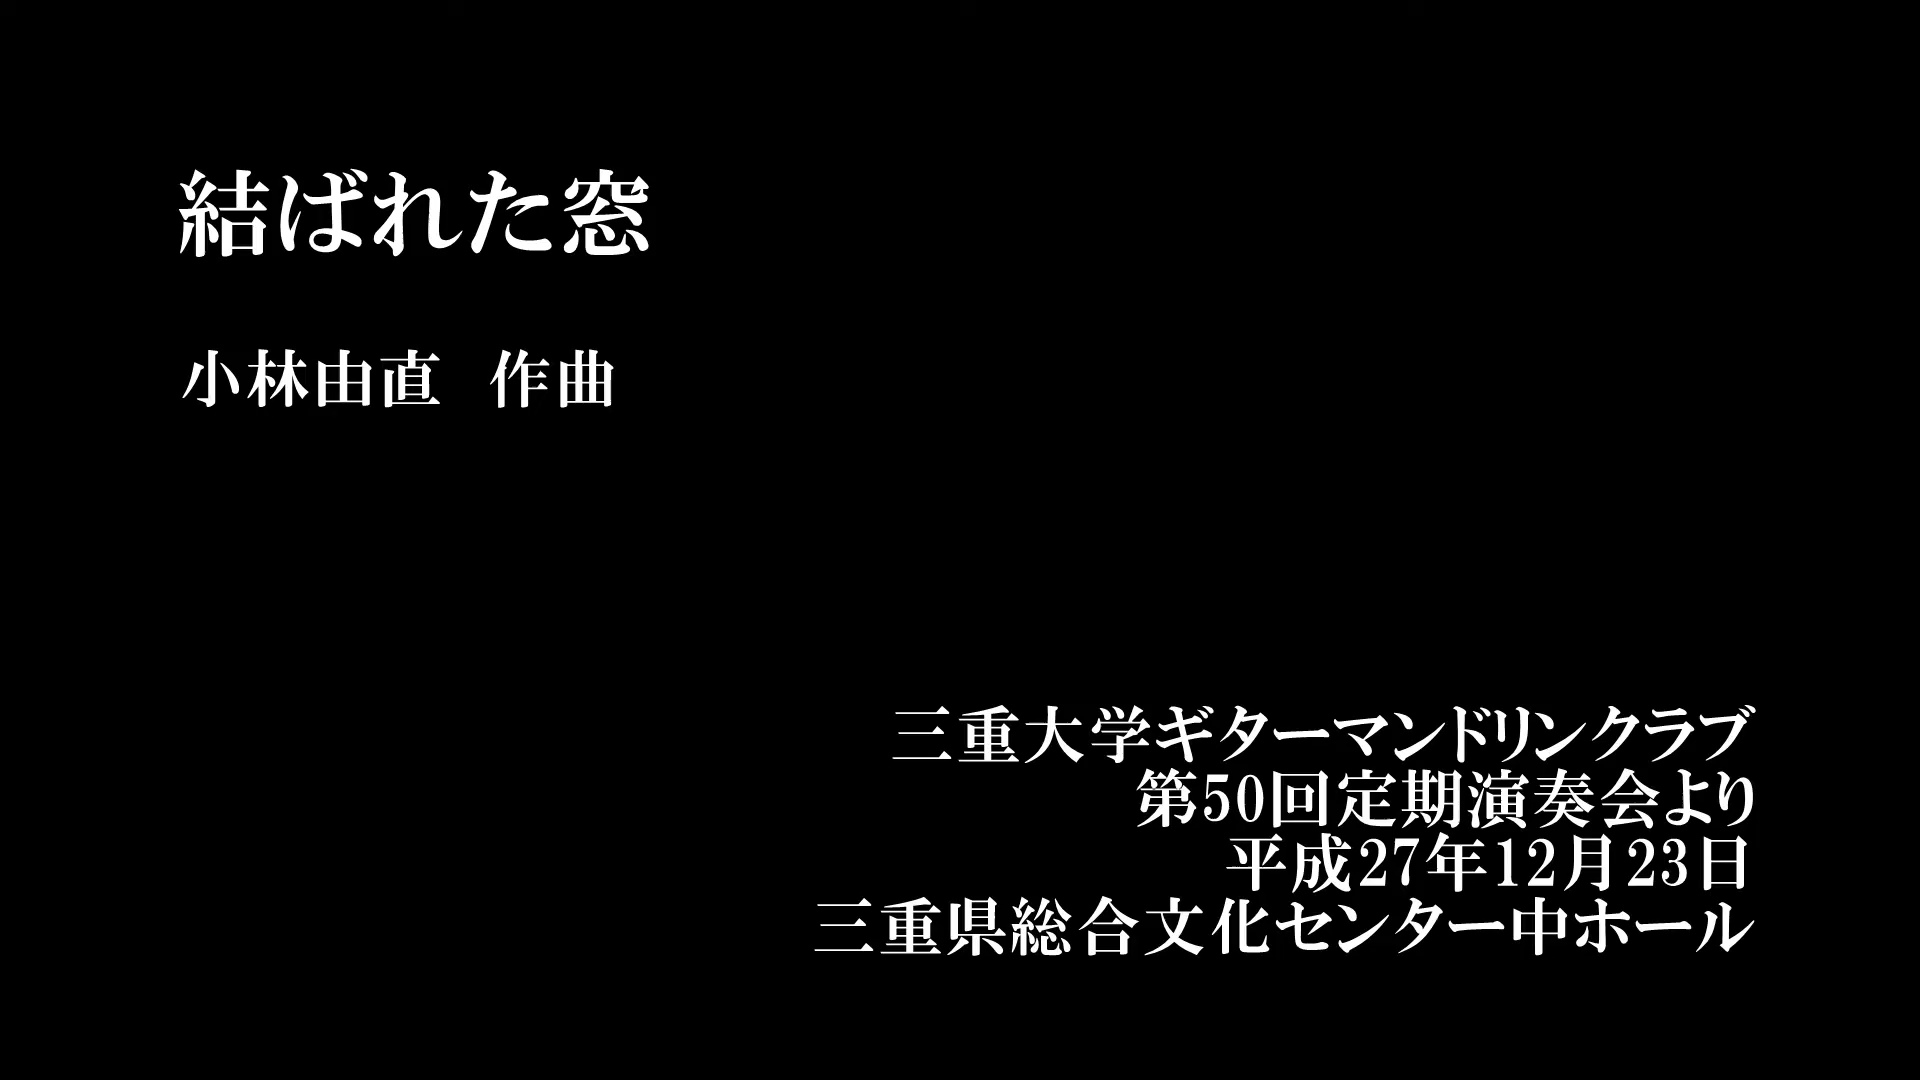 結ばれた窓
小林由直　作曲
三重大学ギターマンドリンクラブ
第50回定期演奏会より
平成27年12月23日
三重県総合文化センター中ホール